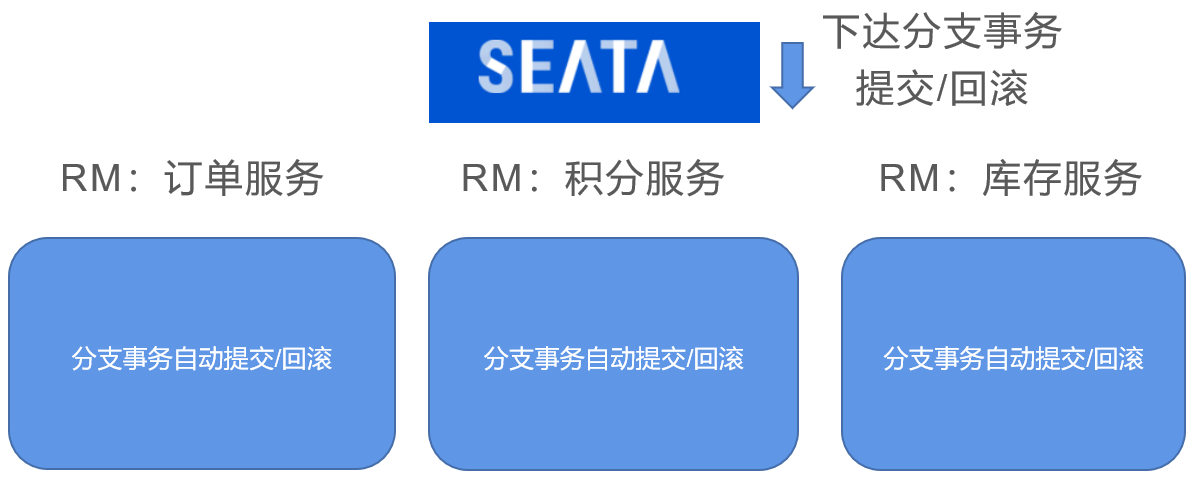 SEATA
下达分支事务
提交/回滚
RM：订单服务
RM：积分服务
RM：库存服务
分支事务自动提交/回滚
分支事务自动提交/回滚
分支事务自动提交/回滚